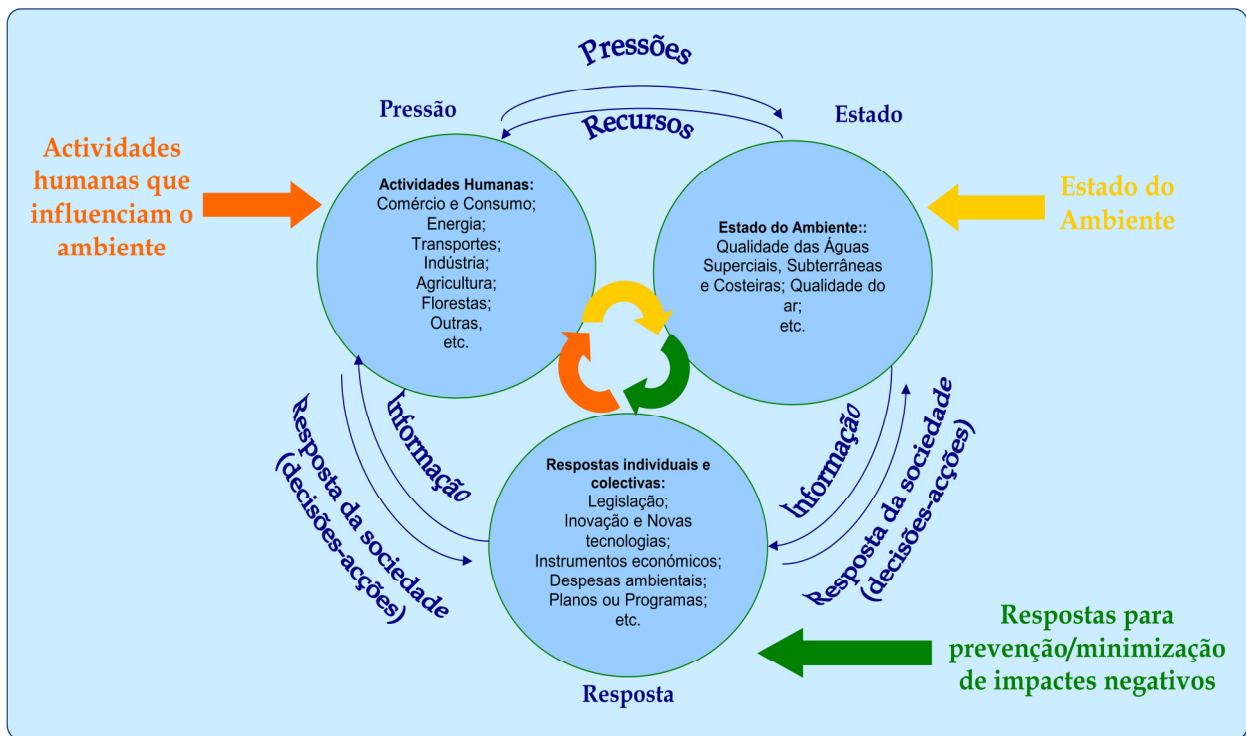 Pressões
Pressão
Recursos
Estado
Actividades
humanas que
influenciam o
ambiente
Actividades Humanas:
Comércio e Consumo;
Energia;
Transportes;
Indústria;
Agricultura;
Florestas;
Outras,
etc.
Estado do Ambiente::
Qualidade das Águas
Superciais, Subterrâneas
e Costeiras; Qualidade do
ar;
etc.
Estado do
Ambiente
Informação
Resposta da sociedade
(decisões-acções)
Respostas individuais e
colectivas:
Legislação;
Inovação e Novas
tecnologias;
Instrumentos económicos;
Despesas ambientais;
Planos ou Programas;
etc.
Informação
Resposta da sociedade
(decisões-acções)
Resposta
Respostas para
prevenção/minimização
de impactes negativos